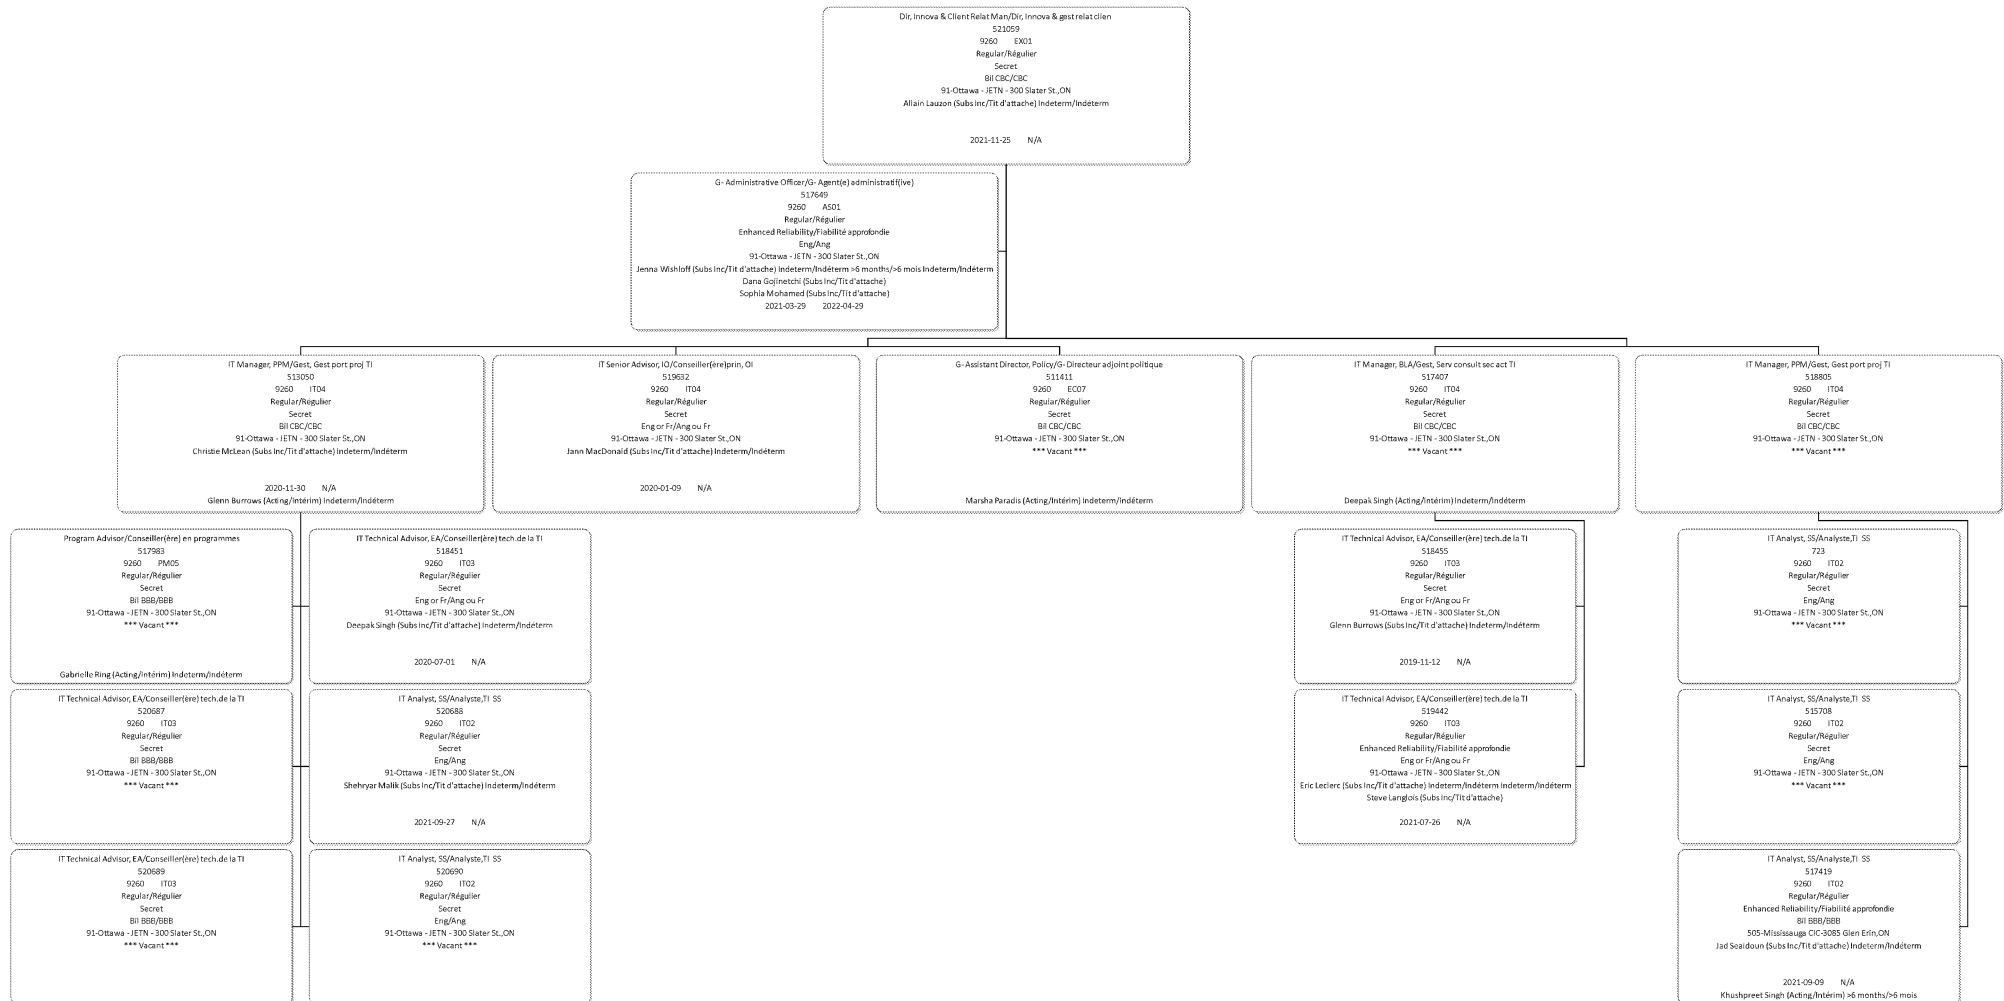 Dir, Innova & Client Relat Man/Dir, Innova & gest relat clien
521059
9260 EX01
Regular/Régulier
Secret
Bil CBC/CBC
91-Ottawa - JETN - 300 Slater St.,ON
Allain Lauzon (Subs Inc/Tit d'attache) Indeterm/Indéterm
2021-11-25 N/A
G- Administrative Officer/G- Agent(e) administratif(ive)
517649
9260 AS01
Regular/Régulier
Enhanced Reliability/Fiabilité approfondie
Eng/Ang
91-Ottawa - JETN - 300 Slater St.,ON
Jenna Wishloff (Subs Inc/Tit d'attache) Indeterm/Indéterm >6 months/>6 mois Indeterm/Indéterm
Dana Gojinetchi (Subs Inc/Tit d'attache)
Sophia Mohamed (Subs Inc/Tit d'attache)
2021-03-29 2022-04-29
IT Manager, PPM/Gest, Gest port proj TI
513050
9260 IT04
Regular/Régulier
Secret
Bil CBC/CBC
91-Ottawa - JETN - 300 Slater St.,ON
Christie McLean (Subs Inc/Tit d'attache) Indeterm/Indéterm
2020-11-30 N/A
Glenn Burrows (Acting/Intérim) Indeterm/Indéterm
IT Senior Advisor, IO/Conseiller(ère)prin, OI
519632
9260 IT04
Regular/Régulier
Secret
Eng or Fr/Ang ou Fr
91-Ottawa - JETN - 300 Slater St.,ON
Jann MacDonald (Subs Inc/Tit d'attache) Indeterm/Indéterm
2020-01-09 N/A
G- Assistant Director, Policy/G- Directeur adjoint politique
511411
9260 EC07
Regular/Régulier
Secret
Bil CBC/CBC
91-Ottawa - JETN - 300 Slater St.,ON
*** Vacant ***
Marsha Paradis (Acting/Intérim) Indeterm/Indéterm
IT Manager, BLA/Gest, Serv consult sec act TI
517407
9260 IT04
Regular/Régulier
Secret
Bil CBC/CBC
91-Ottawa - JETN - 300 Slater St.,ON
*** Vacant ***
Deepak Singh (Acting/Intérim) Indeterm/Indéterm
IT Manager, PPM/Gest, Gest port proj TI
518805
9260 IT04
Regular/Régulier
Secret
Bil CBC/CBC
91-Ottawa - JETN - 300 Slater St.,ON
*** Vacant ***
Program Advisor/Conseiller(ère) en programmes
517983
9260 PM05
Regular/Régulier
Secret
Bil BBB/BBB
91-Ottawa - JETN - 300 Slater St.,ON
*** Vacant ***
Gabrielle Ring (Acting/Intérim) Indeterm/Indéterm
IT Technical Advisor, EA/Conseiller(ère) tech.de la TI
518451
9260 IT03
Regular/Régulier
Secret
Eng or Fr/Ang ou Fr
91-Ottawa - JETN - 300 Slater St.,ON
Deepak Singh (Subs Inc/Tit d'attache) Indeterm/Indéterm
2020-07-01 N/A
IT Technical Advisor, EA/Conseiller(ère) tech.de la TI
518455
9260 IT03
Regular/Régulier
Secret
Eng or Fr/Ang ou Fr
91-Ottawa - JETN - 300 Slater St.,ON
Glenn Burrows (Subs Inc/Tit d'attache) Indeterm/Indéterm
2019-11-12 N/A
IT Analyst, SS/Analyste,TI SS
723
9260 IT02
Regular/Régulier
Secret
Eng/Ang
91-Ottawa - JETN - 300 Slater St.,ON
*** Vacant ***
IT Technical Advisor, EA/Conseiller(ère) tech.de la TI
520687
9260 IT03
Regular/Régulier
Secret
Bil BBB/BBB
91-Ottawa - JETN - 300 Slater St.,ON
*** Vacant ***
IT Analyst, SS/Analyste,TI SS
520688
9260 IT02
Regular/Régulier
Secret
Eng/Ang
91-Ottawa - JETN - 300 Slater St.,ON
Shehryar Malik (Subs Inc/Tit d'attache) Indeterm/Indéterm
2021-09-27 N/A
IT Technical Advisor, EA/Conseiller(ère) tech.de la TI
519442
9260 IT03
Regular/Régulier
Enhanced Reliability/Fiabilité approfondie
Eng or Fr/Ang ou Fr
91-Ottawa - JETN - 300 Slater St.,ON
Eric Leclerc (Subs Inc/Tit d'attache) Indeterm/Indéterm Indeterm/Indéterm
Steve Langlois (Subs Inc/Tit d'attache)
2021-07-26 N/A
IT Analyst, SS/Analyste,TI SS
515708
9260 IT02
Regular/Régulier
Secret
Eng/Ang
91-Ottawa - JETN - 300 Slater St.,ON
*** Vacant ***
IT Technical Advisor, EA/Conseiller(ère) tech.de la TI
520689
9260 IT03
Regular/Régulier
Secret
Bil BBB/BBB
91-Ottawa - JETN - 300 Slater St.,ON
*** Vacant ***
IT Analyst, SS/Analyste,TI SS
520690
9260 IT02
Regular/Régulier
Secret
Eng/Ang
91-Ottawa - JETN - 300 Slater St.,ON
*** Vacant ***
IT Analyst, SS/Analyste,TI SS
517419
9260 IT02
Regular/Régulier
Enhanced Reliability/Fiabilité approfondie
Bil BBB/BBB
505-Mississauga CIC-3085 Glen Erin,ON
Jad Seaidoun (Subs Inc/Tit d'attache) Indeterm/Indéterm
2021-09-09 N/A
Khushpreet Singh (Acting/Intérim) >6 months/>6 mois